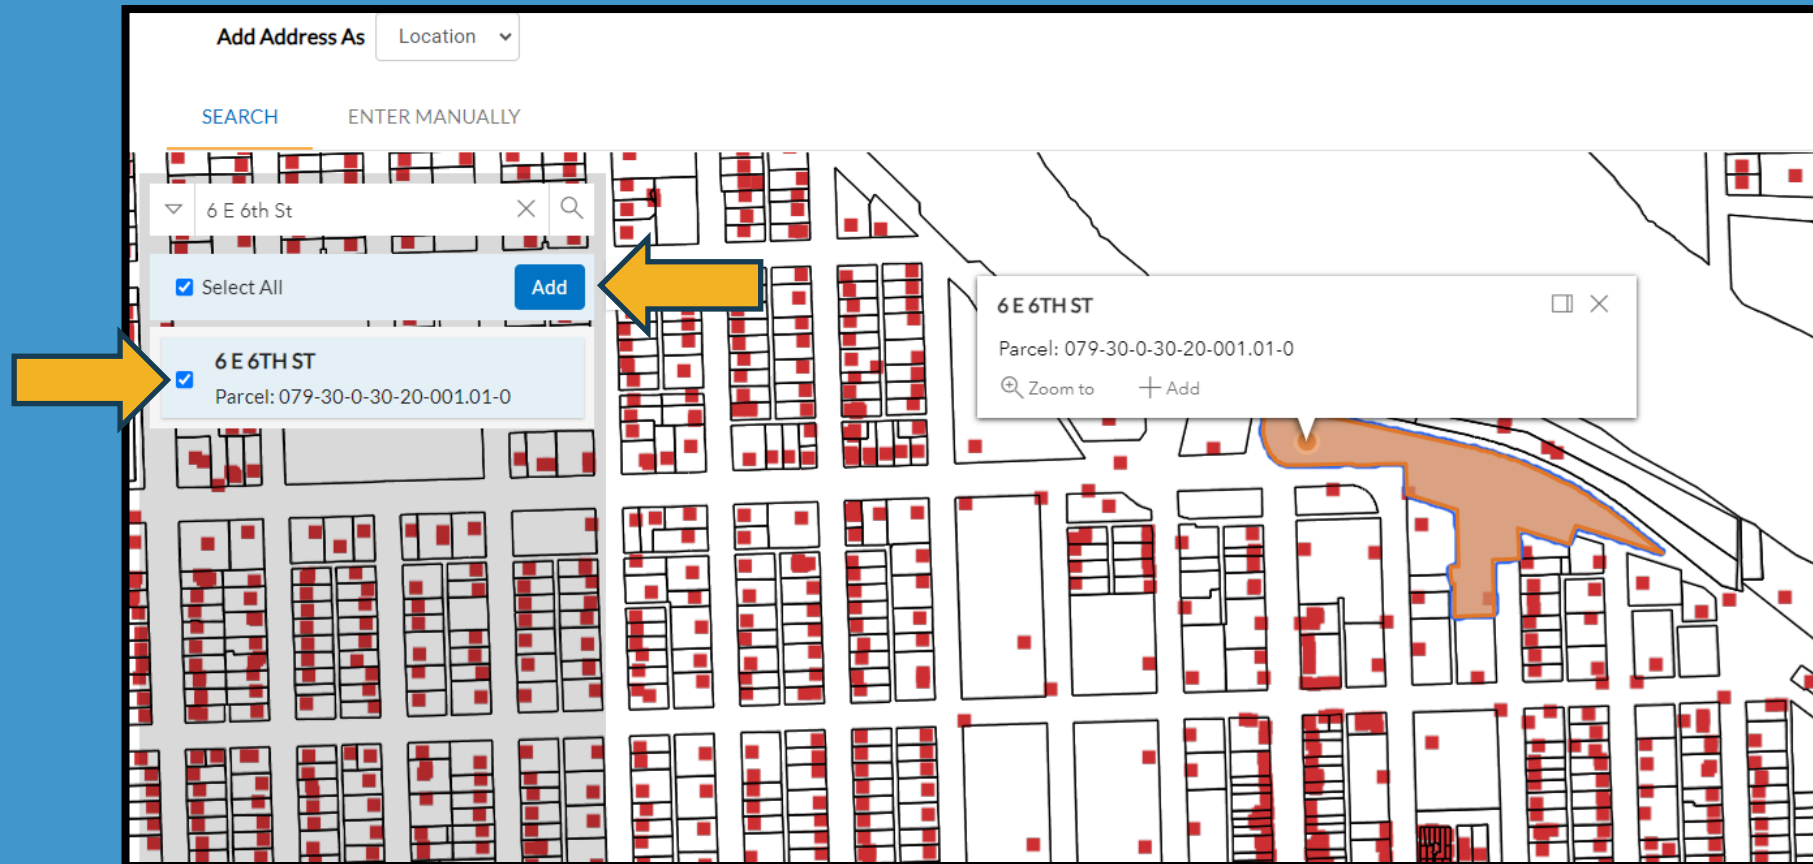 Add Address As Location
SEARCH ENTER MANUALLY
6 E 6th St
Select All Add
6 E 6TH ST
Parcel: 079-30-0-30-20-001.01-0
6 E 6TH ST
Parcel: 079-30-0-30-20-001.01-0
Zoom to Add